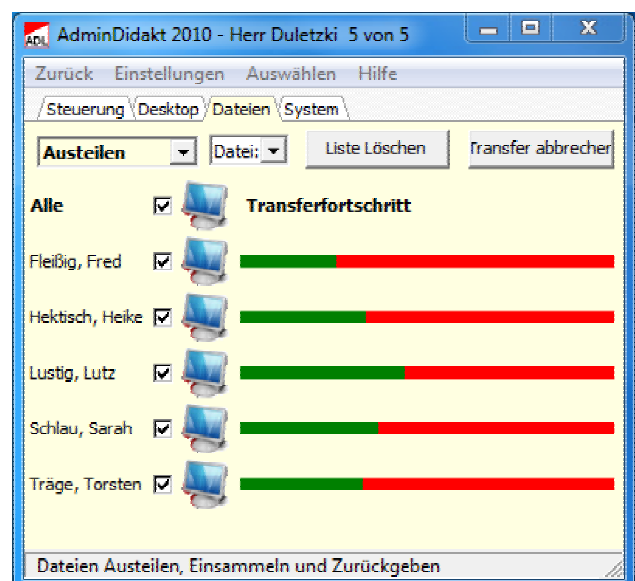 ADL AdminDidakt 2010 - Herr Duletzki 5 von 5
Zurück Einstellungen Auswählen Hilfe
Steuerung Desktop Dateien System
Austeilen Datei: Liste Löschen Transfer abbrechen
Alle Transferfortschritt
Fleißig, Fred
Hektisch, Heike
Lustig, Lutz
Schlau, Sarah
Träge, Torsten
Dateien Austeilen, Einsammeln und Zurückgeben